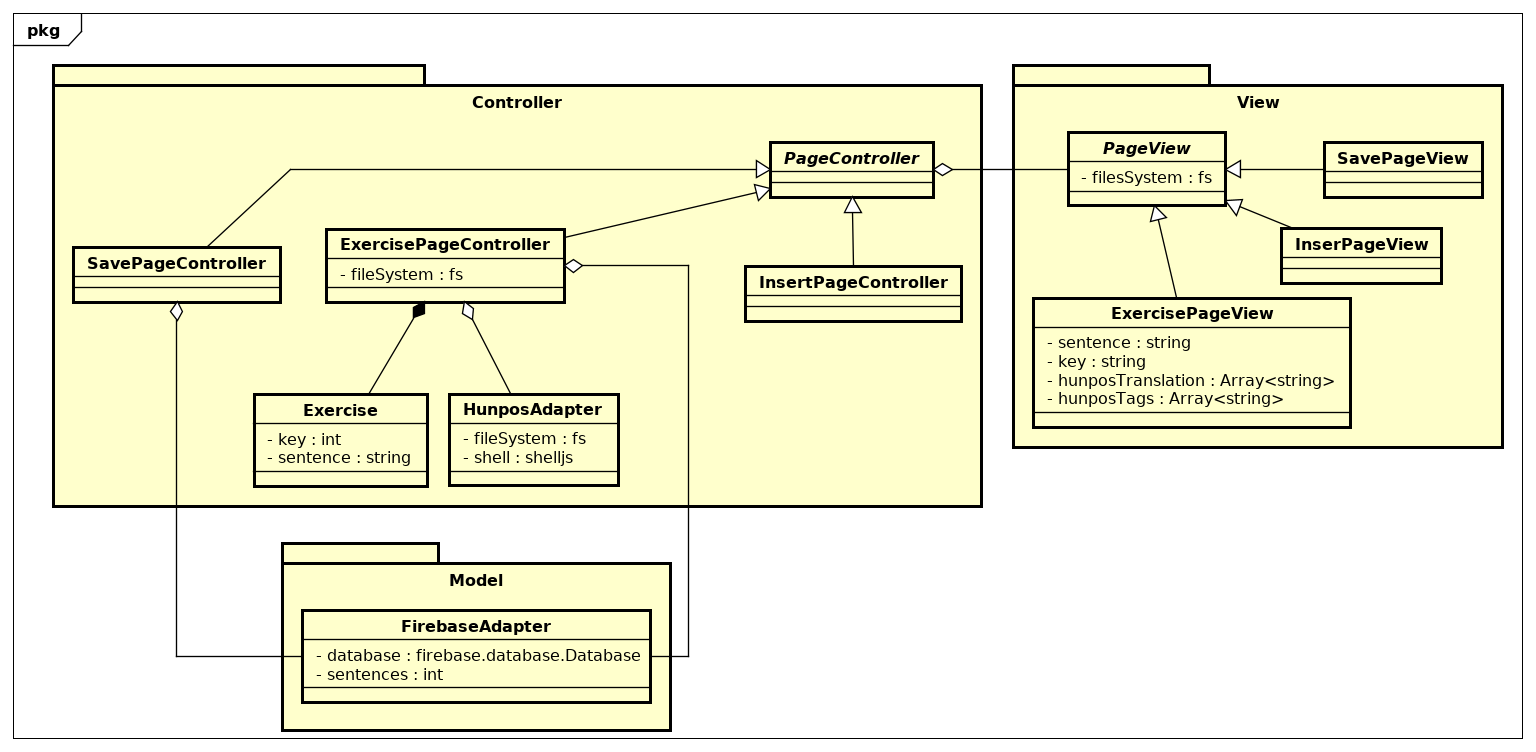 pkg
Controller
PageController
SavePageController
ExercisePageController
- fileSystem : fs
InsertPageController
Exercise
- key : int
- sentence : string
HunposAdapter
- fileSystem : fs
- shell : shelljs
View
PageView
- filesSystem : fs
SavePageView
InserPageView
ExercisePageView
- sentence : string
- key : string
- hunposTranslation : Array<string>
- hunposTags : Array<string>
Model
FirebaseAdapter
- database : firebase.database.Database
- sentences : int